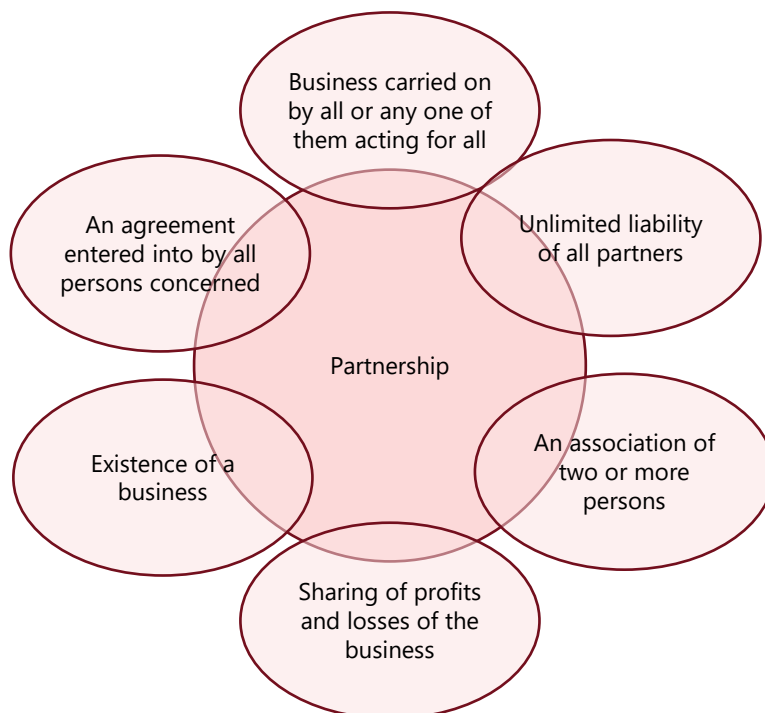 Business carried on
by all or any one of
them acting for all
An agreement
entered into by all
persons concerned
Unlimited liability
of all partners
Partnership
Existence of a
business
An association of
two or more
persons
Sharing of profits
and losses of the
business